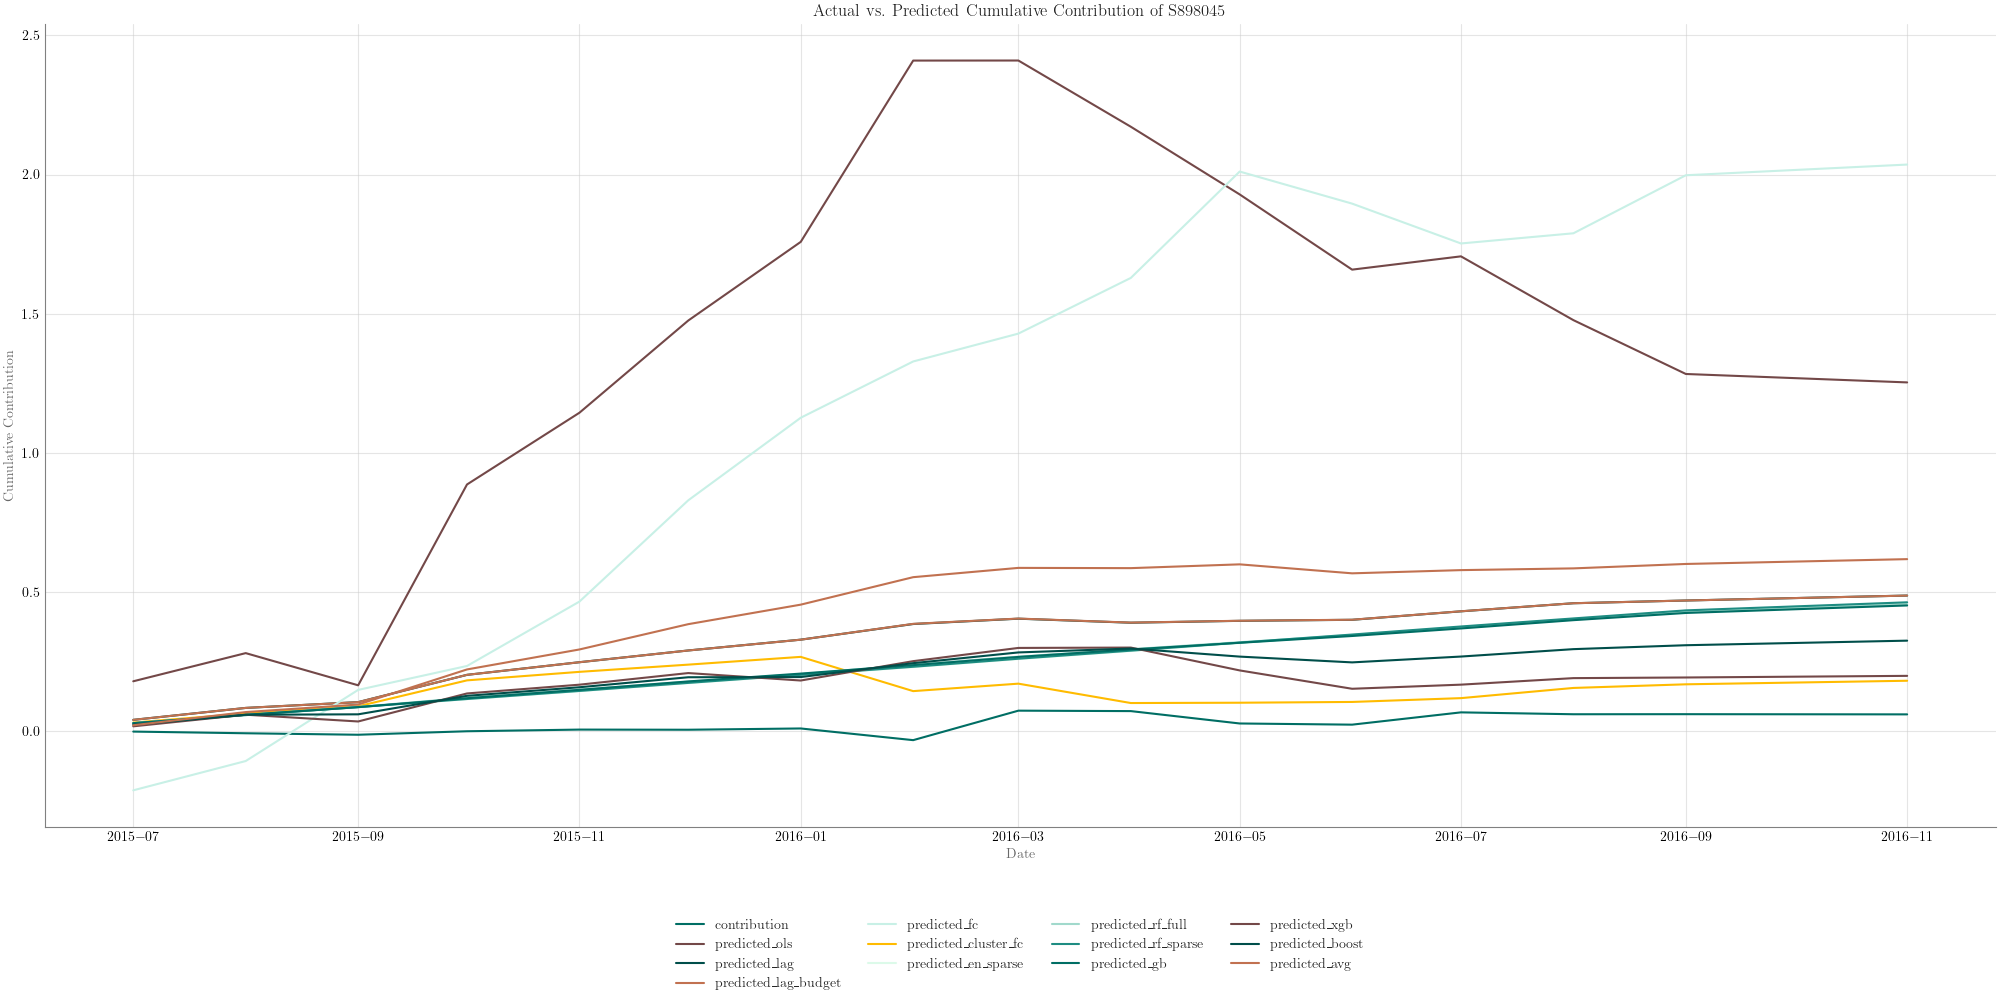 Actual vs. Predicted Cumulative Contribution of S898045
2.5
2.0
1.5
1.0
0.5
0.0
Cumulative Contribution
2015−07 2015−09 2015−11 2016−01 2016−03 2016−05 2016−07 2016−09 2016−11
Date
contribution predicted_fc predicted_rf_full predicted_xgb
predicted_ols predicted_cluster_fc predicted_rf_sparse predicted_boost
predicted_lag predicted_en_sparse predicted_gb predicted_avg
predicted_lag_budget